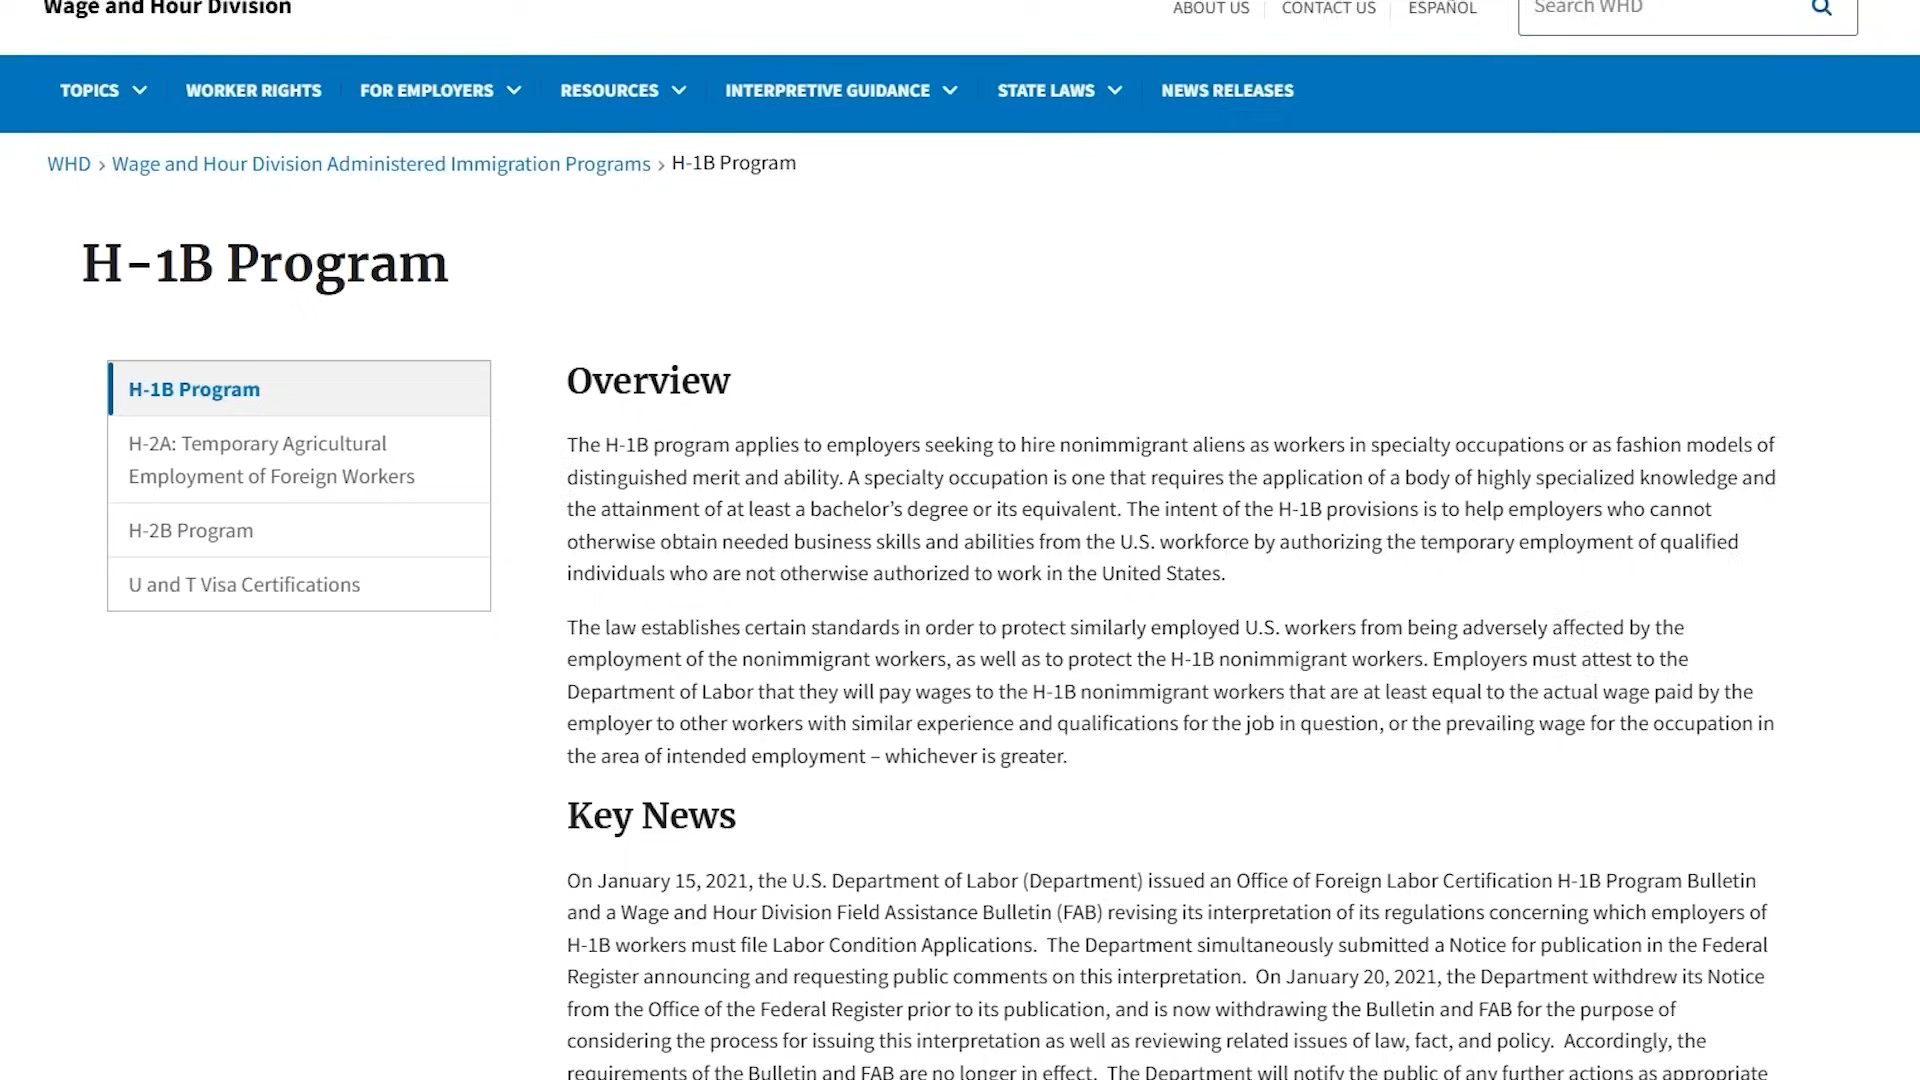 Wage and Hour Division
ABOUT US
CONTACT US
ESPAÑOL
Search WHD
TOPICS
WORKER RIGHTS
FOR EMPLOYERS
RESOURCES
INTERPRETIVE GUIDANCE
STATE LAWS
NEWS RELEASES
WHD › Wage and Hour Division Administered Immigration Programs › H-1B Program
H-1B Program
H-1B Program
H-2A: Temporary Agricultural
Employment of Foreign Workers
H-2B Program
U and T Visa Certifications
Overview
The H-1B program applies to employers seeking to hire nonimmigrant aliens as workers in specialty occupations or as fashion models of
distinguished merit and ability. A specialty occupation is one that requires the application of a body of highly specialized knowledge and
the attainment of at least a bachelor’s degree or its equivalent. The intent of the H-1B provisions is to help employers who cannot
otherwise obtain needed business skills and abilities from the U.S. workforce by authorizing the temporary employment of qualified
individuals who are not otherwise authorized to work in the United States.
The law establishes certain standards in order to protect similarly employed U.S. workers from being adversely affected by the
employment of the nonimmigrant workers, as well as to protect the H-1B nonimmigrant workers. Employers must attest to the
Department of Labor that they will pay wages to the H-1B nonimmigrant workers that are at least equal to the actual wage paid by the
employer to other workers with similar experience and qualifications for the job in question, or the prevailing wage for the occupation in
the area of intended employment – whichever is greater.
Key News
On January 15, 2021, the U.S. Department of Labor (Department) issued an Office of Foreign Labor Certification H-1B Program Bulletin
and a Wage and Hour Division Field Assistance Bulletin (FAB) revising its interpretation of its regulations concerning which employers of
H-1B workers must file Labor Condition Applications. The Department simultaneously submitted a Notice for publication in the Federal
Register announcing and requesting public comments on this interpretation. On January 20, 2021, the Department withdrew its Notice
from the Office of the Federal Register prior to its publication, and is now withdrawing the Bulletin and FAB for the purpose of
considering the process for issuing this interpretation as well as reviewing related issues of law, fact, and policy. Accordingly, the
requirements of the Bulletin and FAB are no longer in effect. The Department will notify the public of any further actions as appropriate